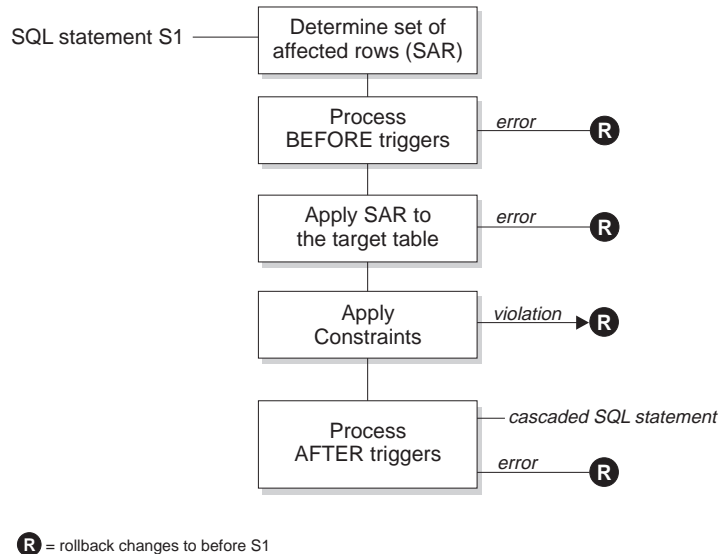 SQL statement S1
Determine set of
affected rows (SAR)
Process
BEFORE triggers
error
R
Apply SAR to
the target table
error
R
Apply
Constraints
violation
R
Process
AFTER triggers
cascaded SQL statement
error
R
R = rollback changes to before S1